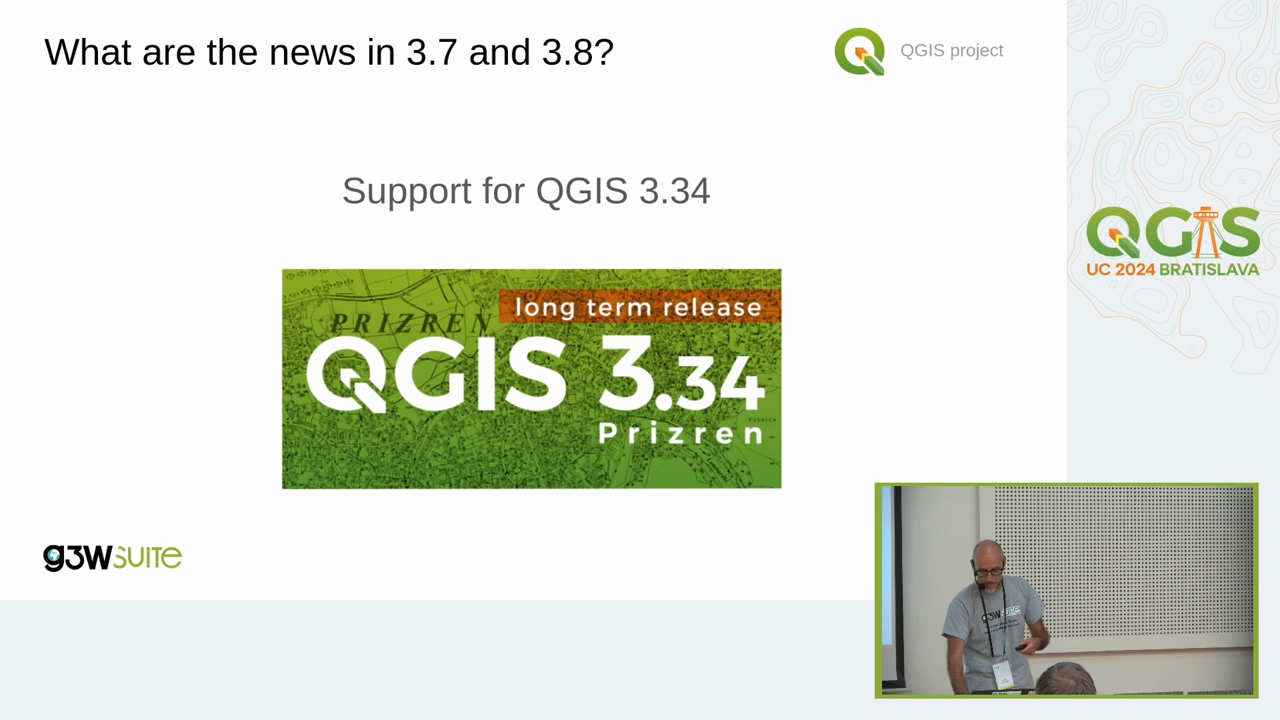 What are the news in 3.7 and 3.8?
QGIS project
Support for QGIS 3.34
PRIZREN
long term release
QGIS 3.34
Prizren
g3wsuite
QGIS
UC 2024 BRATISLAVA
g3wsuite